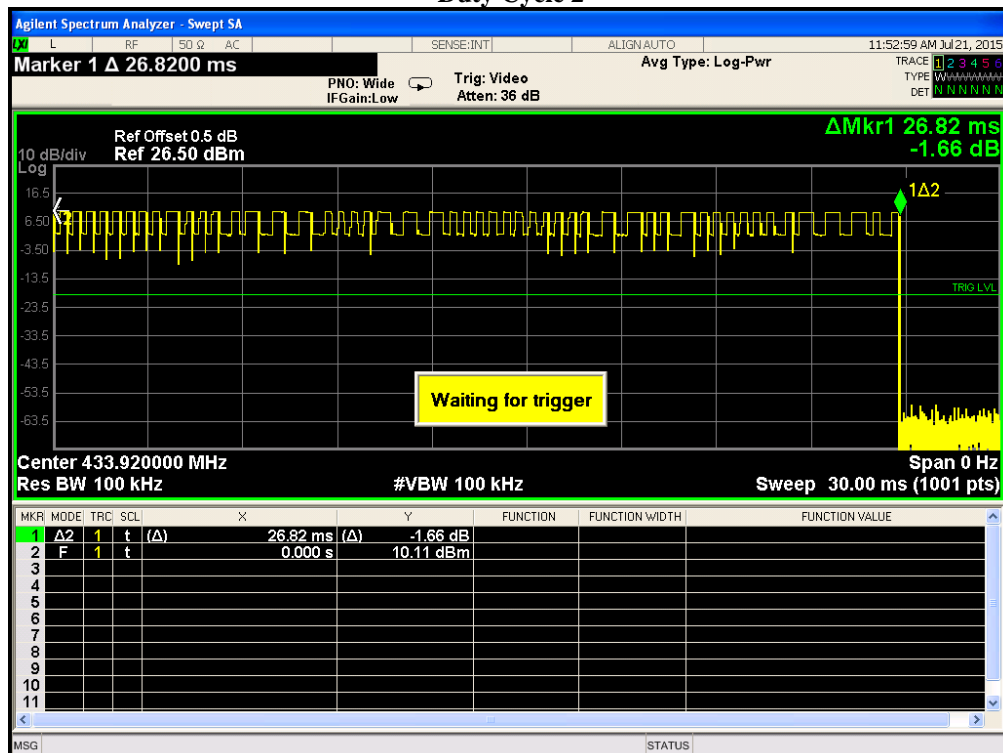 Duty Cycle 2
Agilent Spectrum Analyzer - Swept SA
LXI L RF 50 Ω AC SENSE:INT ALIGNAUTO 11:52:59 AM Jul 21, 2015
Marker 1 Δ 26.8200 ms
PNO: Wide
IFGain:Low
Trig: Video
Atten: 36 dB
Avg Type: Log-Pwr
TRACE 1 2 3 4 5 6
TYPE WWWWWW
DET N N N N N N
Ref Offset 0.5 dB
10 dB/div Ref 26.50 dBm
Log
ΔMkr1 26.82 ms
-1.66 dB
16.5
6.50
-3.50
-13.5
-23.5
-33.5
-43.5
-53.5
-63.5
1Δ2
TRIG LVL
Waiting for trigger
Center 433.920000 MHz Span 0 Hz
Res BW 100 kHz #VBW 100 kHz Sweep 30.00 ms (1001 pts)
MKR MODE TRC SCL X Y FUNCTION FUNCTION WIDTH FUNCTION VALUE
1 Δ2 1 t (Δ) 26.82 ms (Δ) -1.66 dB
2 F 1 t 0.000 s 10.11 dBm
3
4
5
6
7
8
9
10
11
MSG STATUS